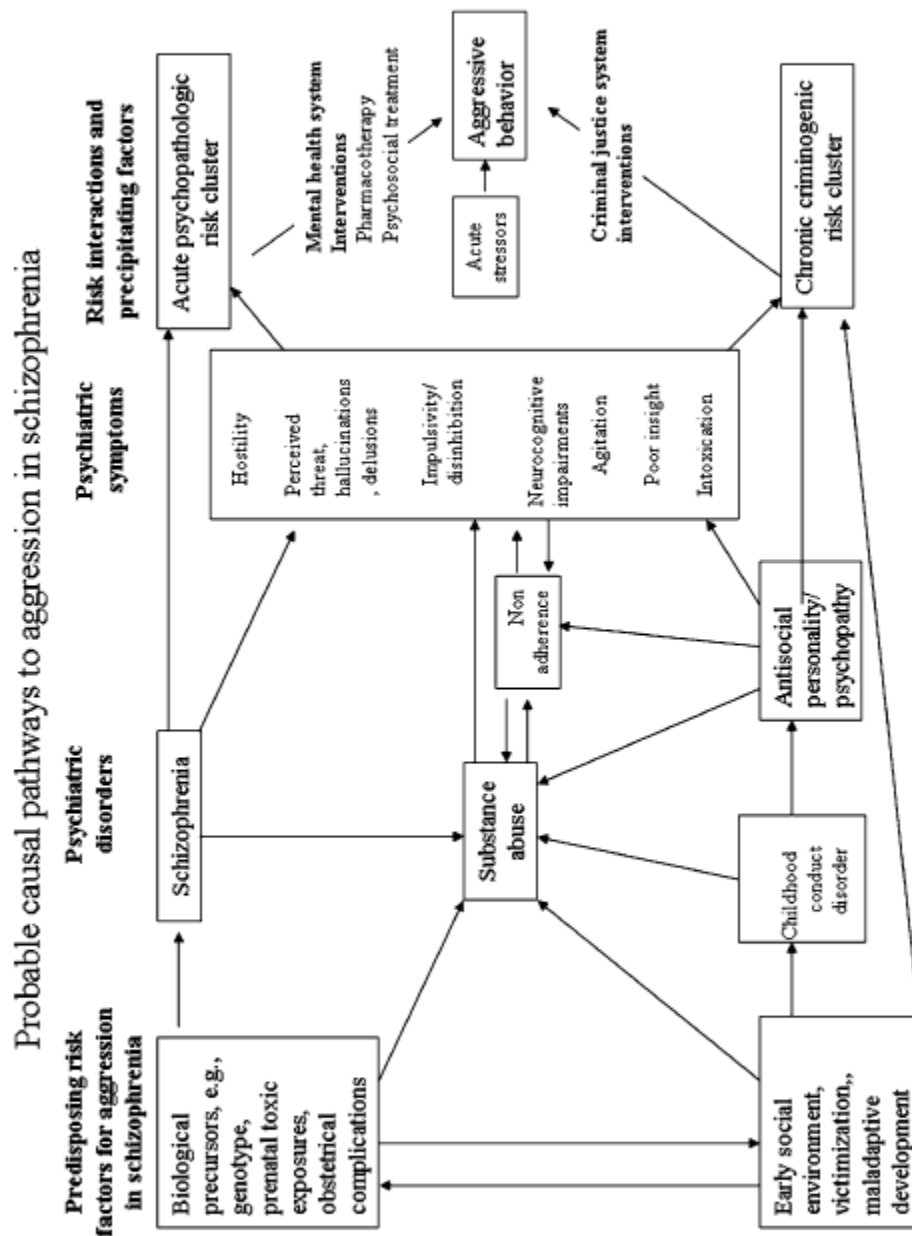 Probable causal pathways to aggression in schizophrenia
Predisposing risk
factors for aggression
in schizophrenia
Psychiatric
disorders
Psychiatric
symptoms
Risk interactions and
precipitating factors
Biological
precursors, e.g.,
genotype,
prenatal toxic
exposures,
obstetrical
complications
Early social
environment,
victimization,,
maladaptive
development
Schizophrenia
Substance
abuse
Childhood
conduct
disorder
Non
adherence
Antisocial
personality/
psychopathy
Hostility
Perceived
threat,
hallucinations
, delusions
Impulsivity/
disinhibition
Neurocognitive
impairments
Agitation
Poor insight
Intoxication
Acute psychopathologic
risk cluster
Mental health system
Interventions
Pharmacotherapy
Psychosocial treatment
Acute
stressors
Aggressive
behavior
Criminal justice system
interventions
Chronic criminogenic
risk cluster